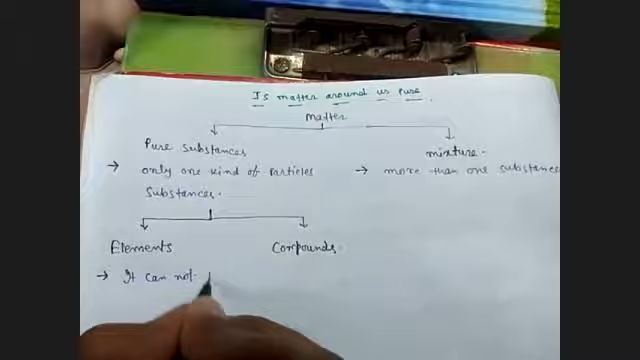 Is matter around us Pure.
matter
Pure substances
mixture.
→ only one kind of Particles
→ more than one substances
Substances.
Elements
Compounds
→ It can not